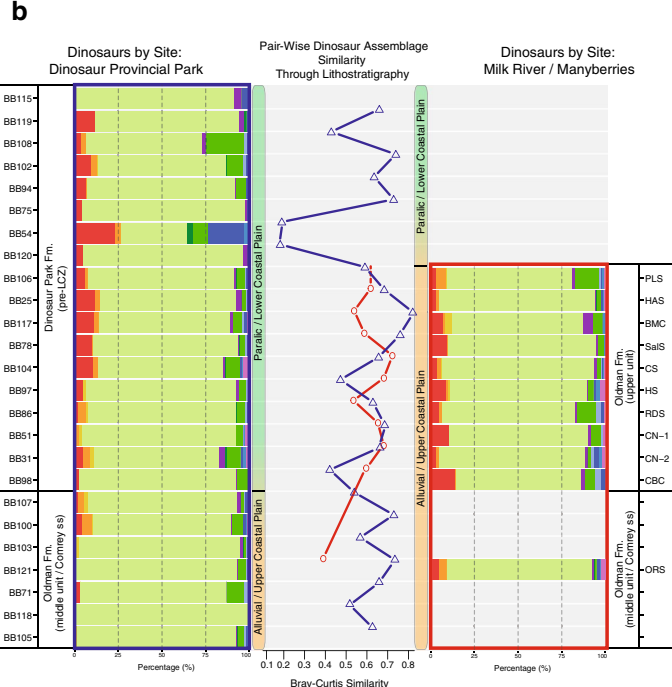 b
Dinosaurs by Site:
Dinosaur Provincial Park
Pair-Wise Dinosaur Assemblage
Similarity
Through Lithostratigraphy
Dinosaurs by Site:
Milk River / Manyberries
BB115
BB119
BB108
BB102
BB94
BB75
BB54
BB120
BB106
BB25
BB117
BB78
BB104
BB97
BB86
BB51
BB31
BB98
BB107
BB100
BB103
BB121
BB71
BB118
BB105
Dinosaur Park Fm.
(pre-LCZ)
Oldman Fm.
(middle unit / Comrey ss)
Paralic / Lower Coastal Plain
Alluvial / Upper Coastal Plain
Paralic / Lower Coastal Plain
Alluvial / Upper Coastal Plain
PLS
HAS
BMC
SalS
CS
HS
RDS
CN-1
CN-2
CBC
ORS
Oldman Fm.
(upper unit)
Oldman Fm.
(middle unit / Comrey ss)
0 25 50 75 100
Percentage (%)
0.1 0.2 0.3 0.4 0.5 0.6 0.7 0.8
Bray-Curtis Similarity
0 25 50 75 100
Percentage (%)